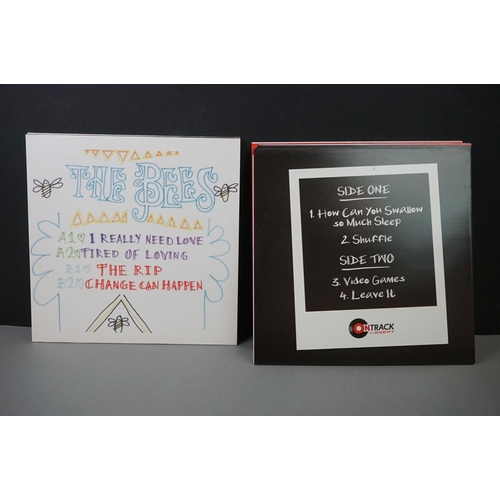 THE BEES
A1 I REALLY NEED LOVE
A2 TIRED OF LOVING
B1 THE RIP
B2 CHANGE CAN HAPPEN
SIDE ONE
1. How Can You Swallow
so Much Sleep
2. Shuffle
SIDE TWO
3. Video Games
4. Leave It
ONTRACK